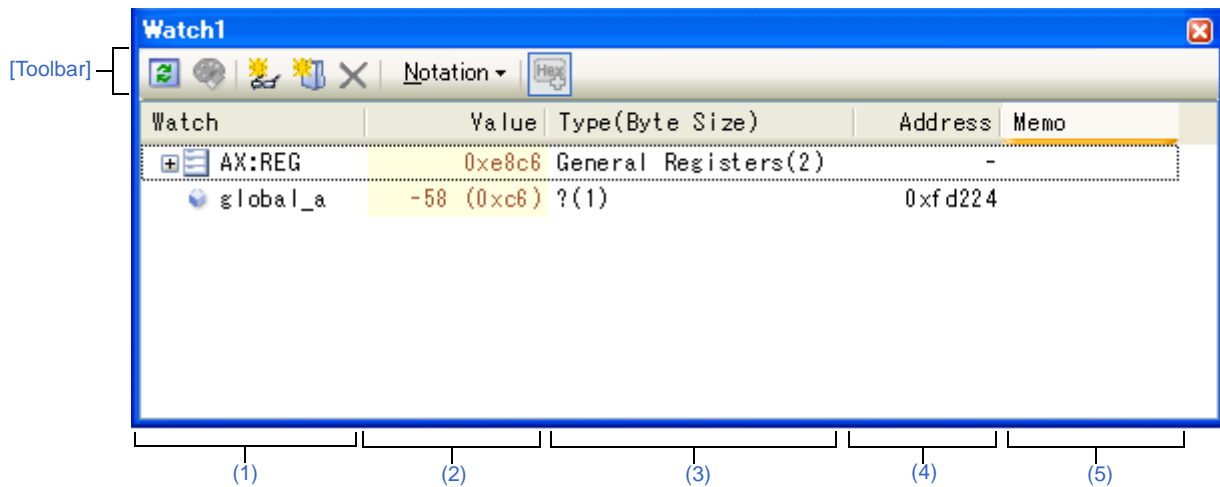 Watch1
[Toolbar]
Notation
Hex
Watch Value Type(Byte Size) Address Memo
AX:REG 0xe8c6 General Registers(2) -
global_a -58 (0xc6) ?(1) 0xfd224
(1) (2) (3) (4) (5)